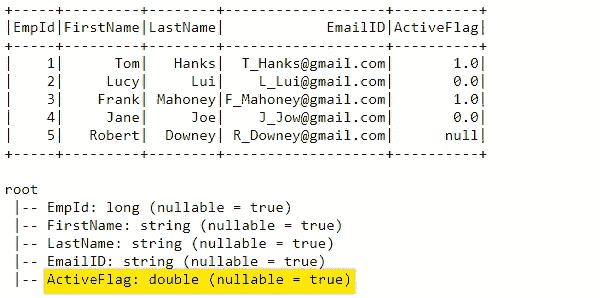 +-----+---------+--------+-------------------+----------+
|EmpId|FirstName|LastName|            EmailID|ActiveFlag|
+-----+---------+--------+-------------------+----------+
|    1|      Tom|   Hanks|  T_Hanks@gmail.com|       1.0|
|    2|     Lucy|     Lui|    L_Lui@gmail.com|       0.0|
|    3|    Frank| Mahoney|F_Mahoney@gmail.com|       1.0|
|    4|     Jane|     Joe|    J_Jow@gmail.com|       0.0|
|    5|   Robert|  Downey| R_Downey@gmail.com|      null|
+-----+---------+--------+-------------------+----------+
root
 |-- EmpId: long (nullable = true)
 |-- FirstName: string (nullable = true)
 |-- LastName: string (nullable = true)
 |-- EmailID: string (nullable = true)
 |-- ActiveFlag: double (nullable = true)